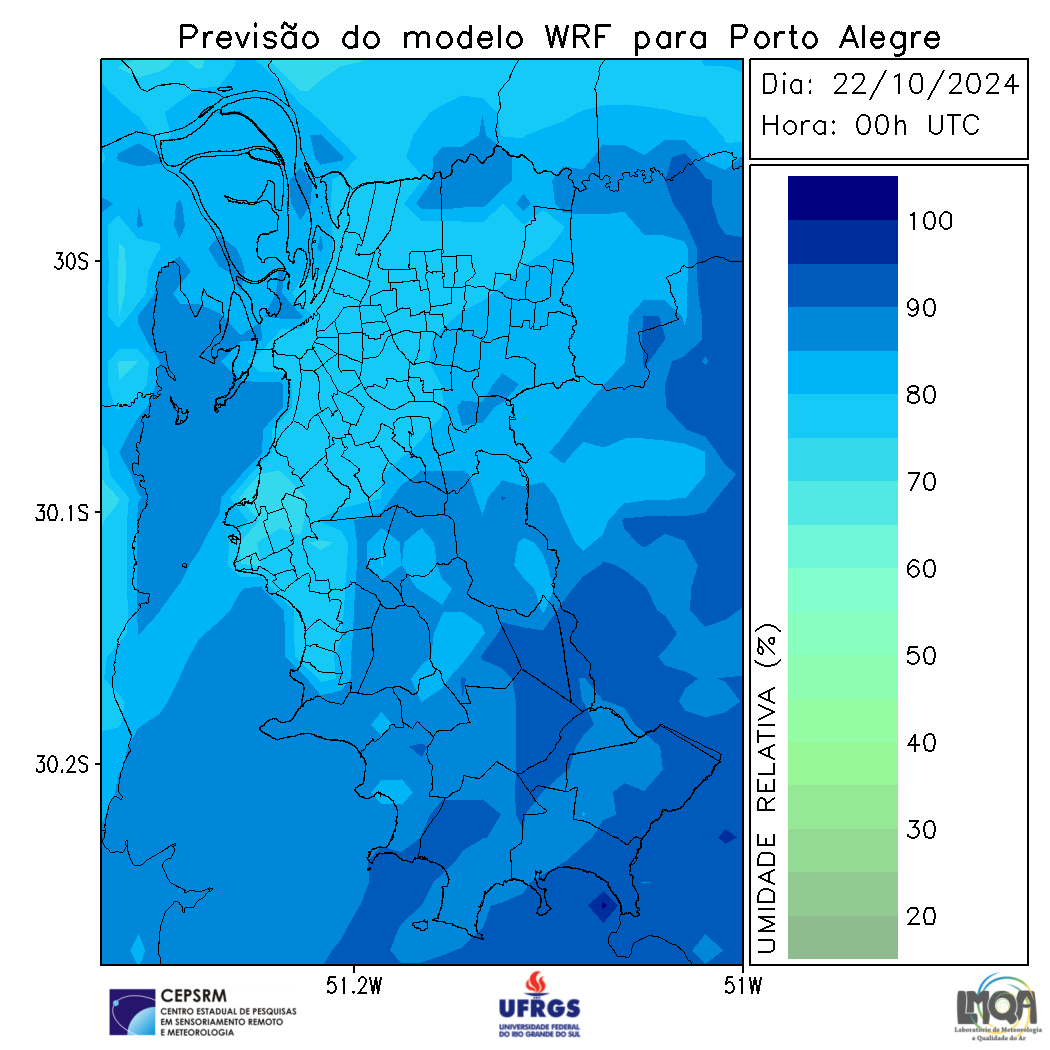 Previsão do modelo WRF para Porto Alegre
Dia: 22/10/2024
Hora: 00h UTC
30S
30.1S
30.2S
51.2W
51W
UMIDADE RELATIVA (%)
100
90
80
70
60
50
40
30
20
CEPSRM
CENTRO ESTADUAL DE PESQUISAS
EM SENSORIAMENTO REMOTO
E METEOROLOGIA
UFRGS
UNIVERSIDADE FEDERAL
DO RIO GRANDE DO SUL
LMQA
Laboratório de Meteorologia
e Qualidade do Ar